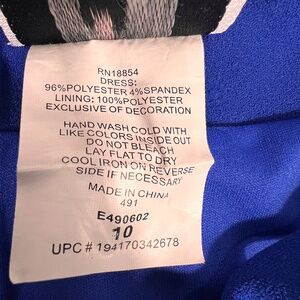 RN18854
DRESS:
96%POLYESTER 4%SPANDEX
LINING: 100%POLYESTER
EXCLUSIVE OF DECORATION
HAND WASH COLD WITH
LIKE COLORS INSIDE OUT
DO NOT BLEACH
LAY FLAT TO DRY
COOL IRON ON REVERSE
SIDE IF NECESSARY
MADE IN CHINA
491
E490602
10
UPC # 194170342678